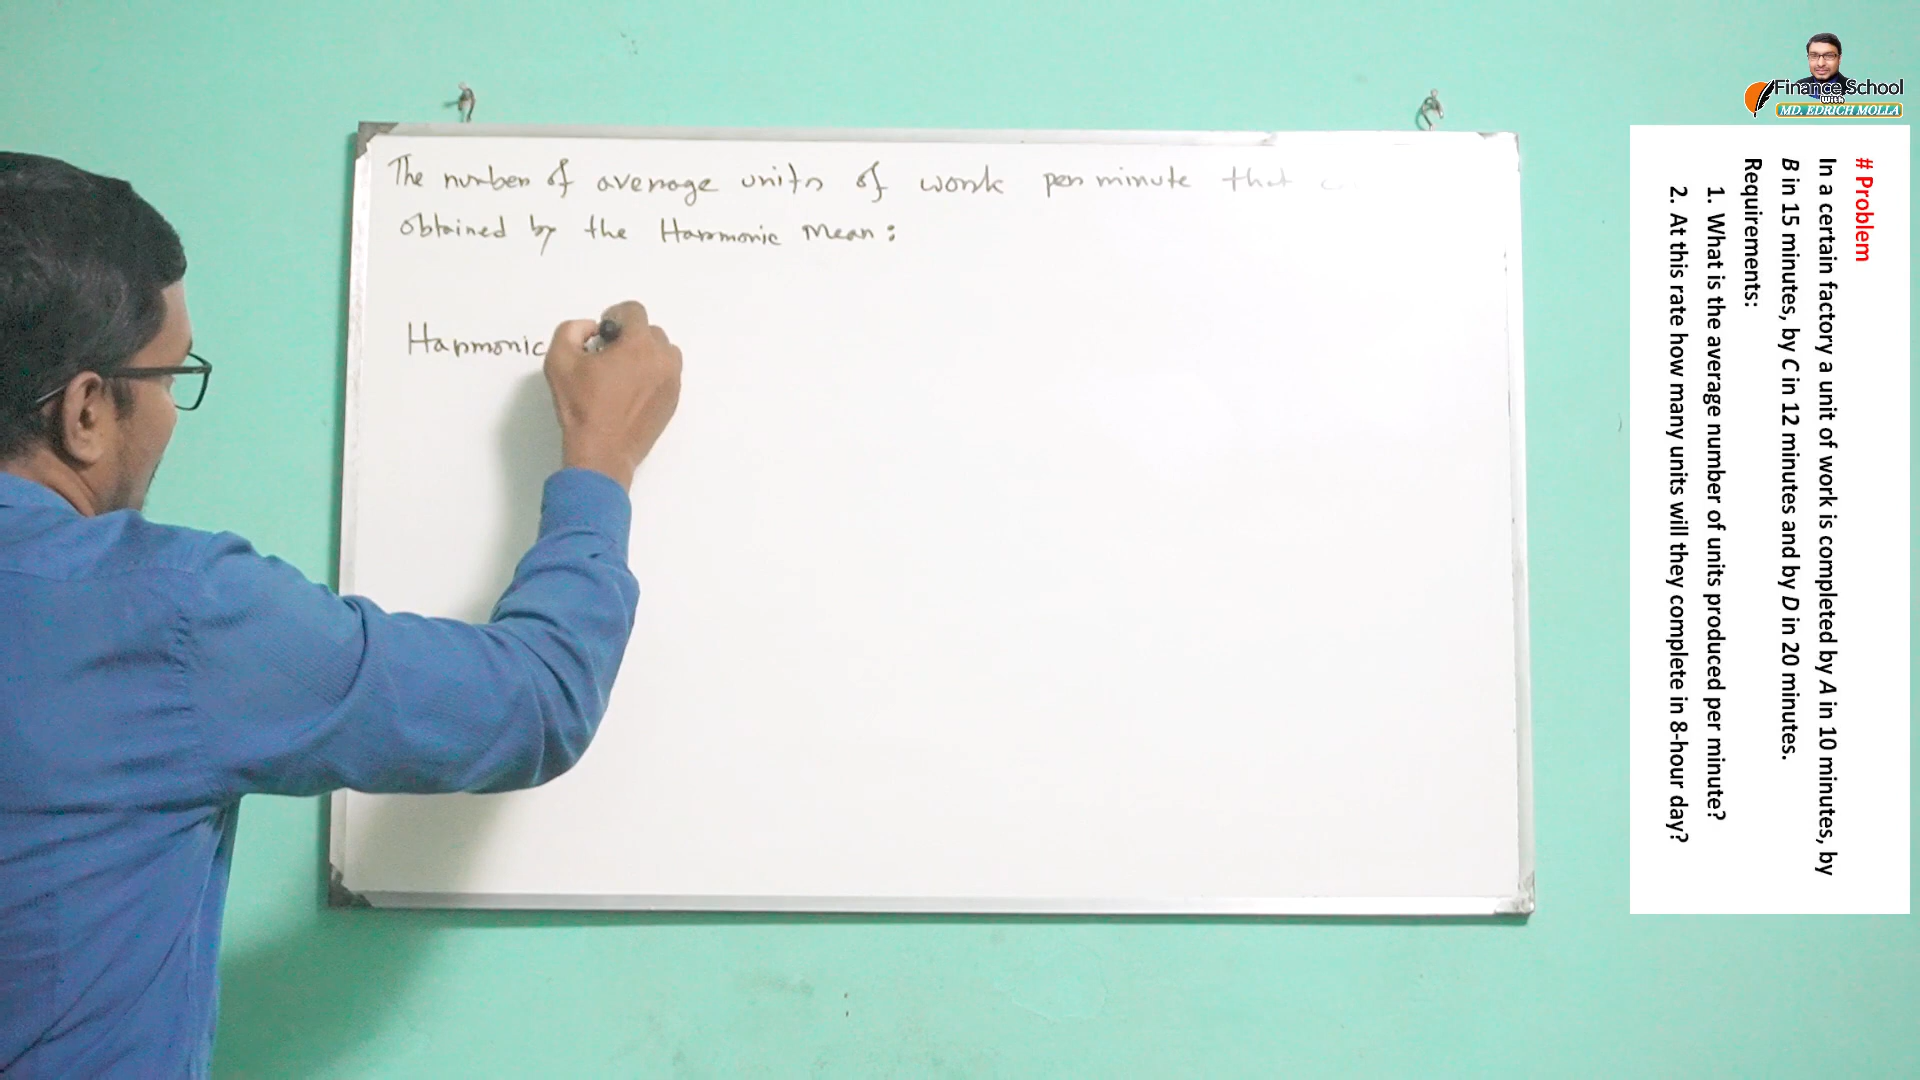 The number of average units of work per minute that
obtained by the Harmonic Mean:
Harmonic
Finance School
With
MD. EDRICH MOLLA
# Problem
In a certain factory a unit of work is completed by A in 10 minutes, by
B in 15 minutes, by C in 12 minutes and by D in 20 minutes.
Requirements:
1. What is the average number of units produced per minute?
2. At this rate how many units will they complete in 8-hour day?